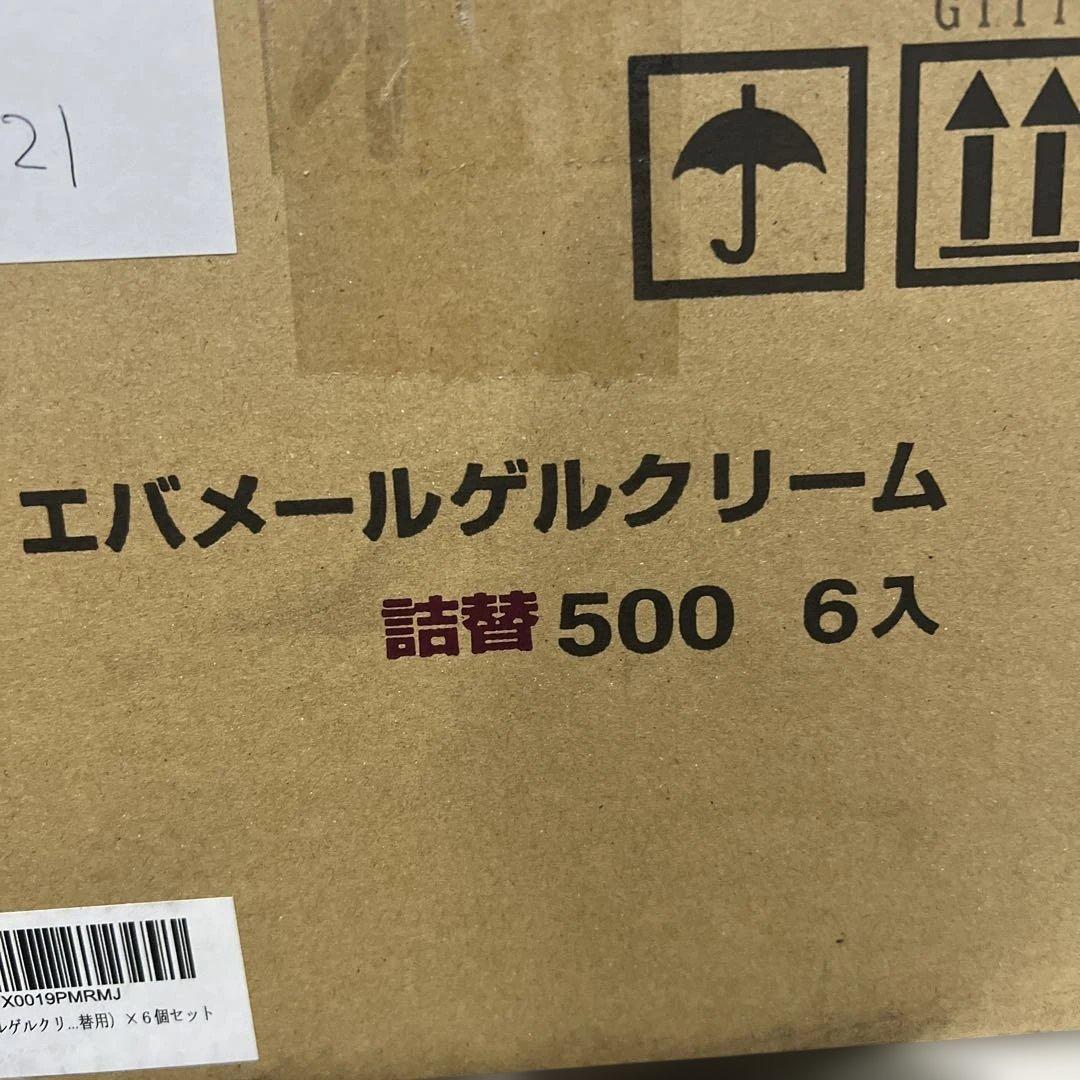 21
エバメールゲルクリーム
詰替500 6入
X0019PMRMJ
ルゲルクリ...替用) ×6個セット